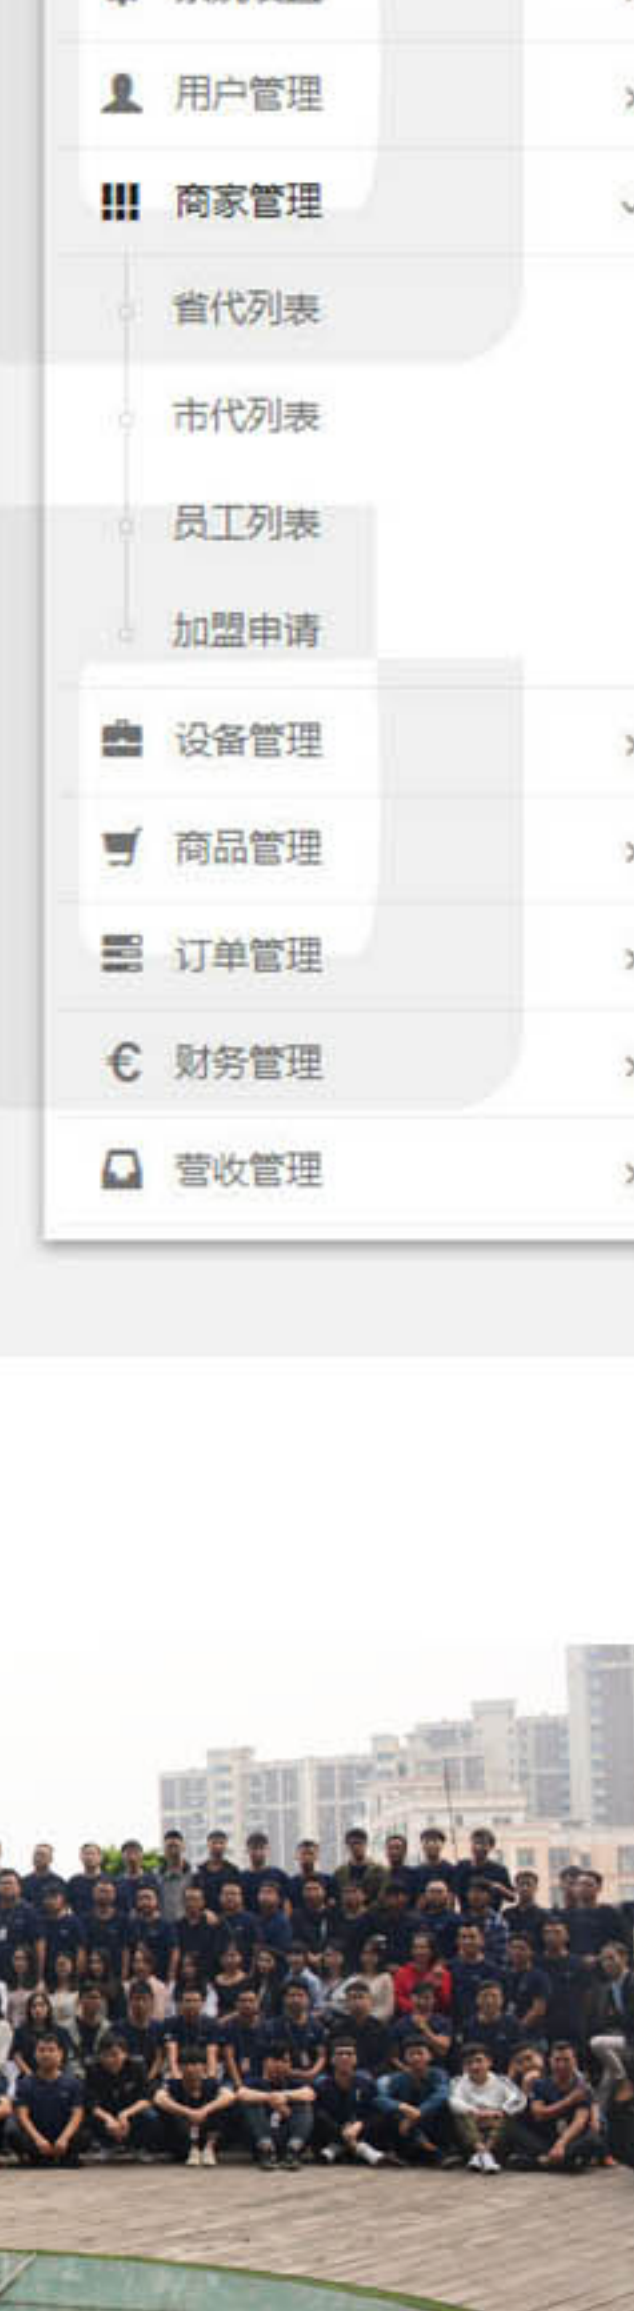 用户管理
商家管理
省代列表
市代列表
员工列表
加盟申请
设备管理
商品管理
订单管理
财务管理
营收管理